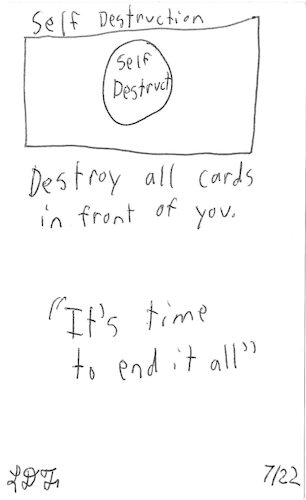 Self Destruction
Self
Destruct
Destroy all cards
in front of you.
"It's time
to end it all"
LDF 7/22